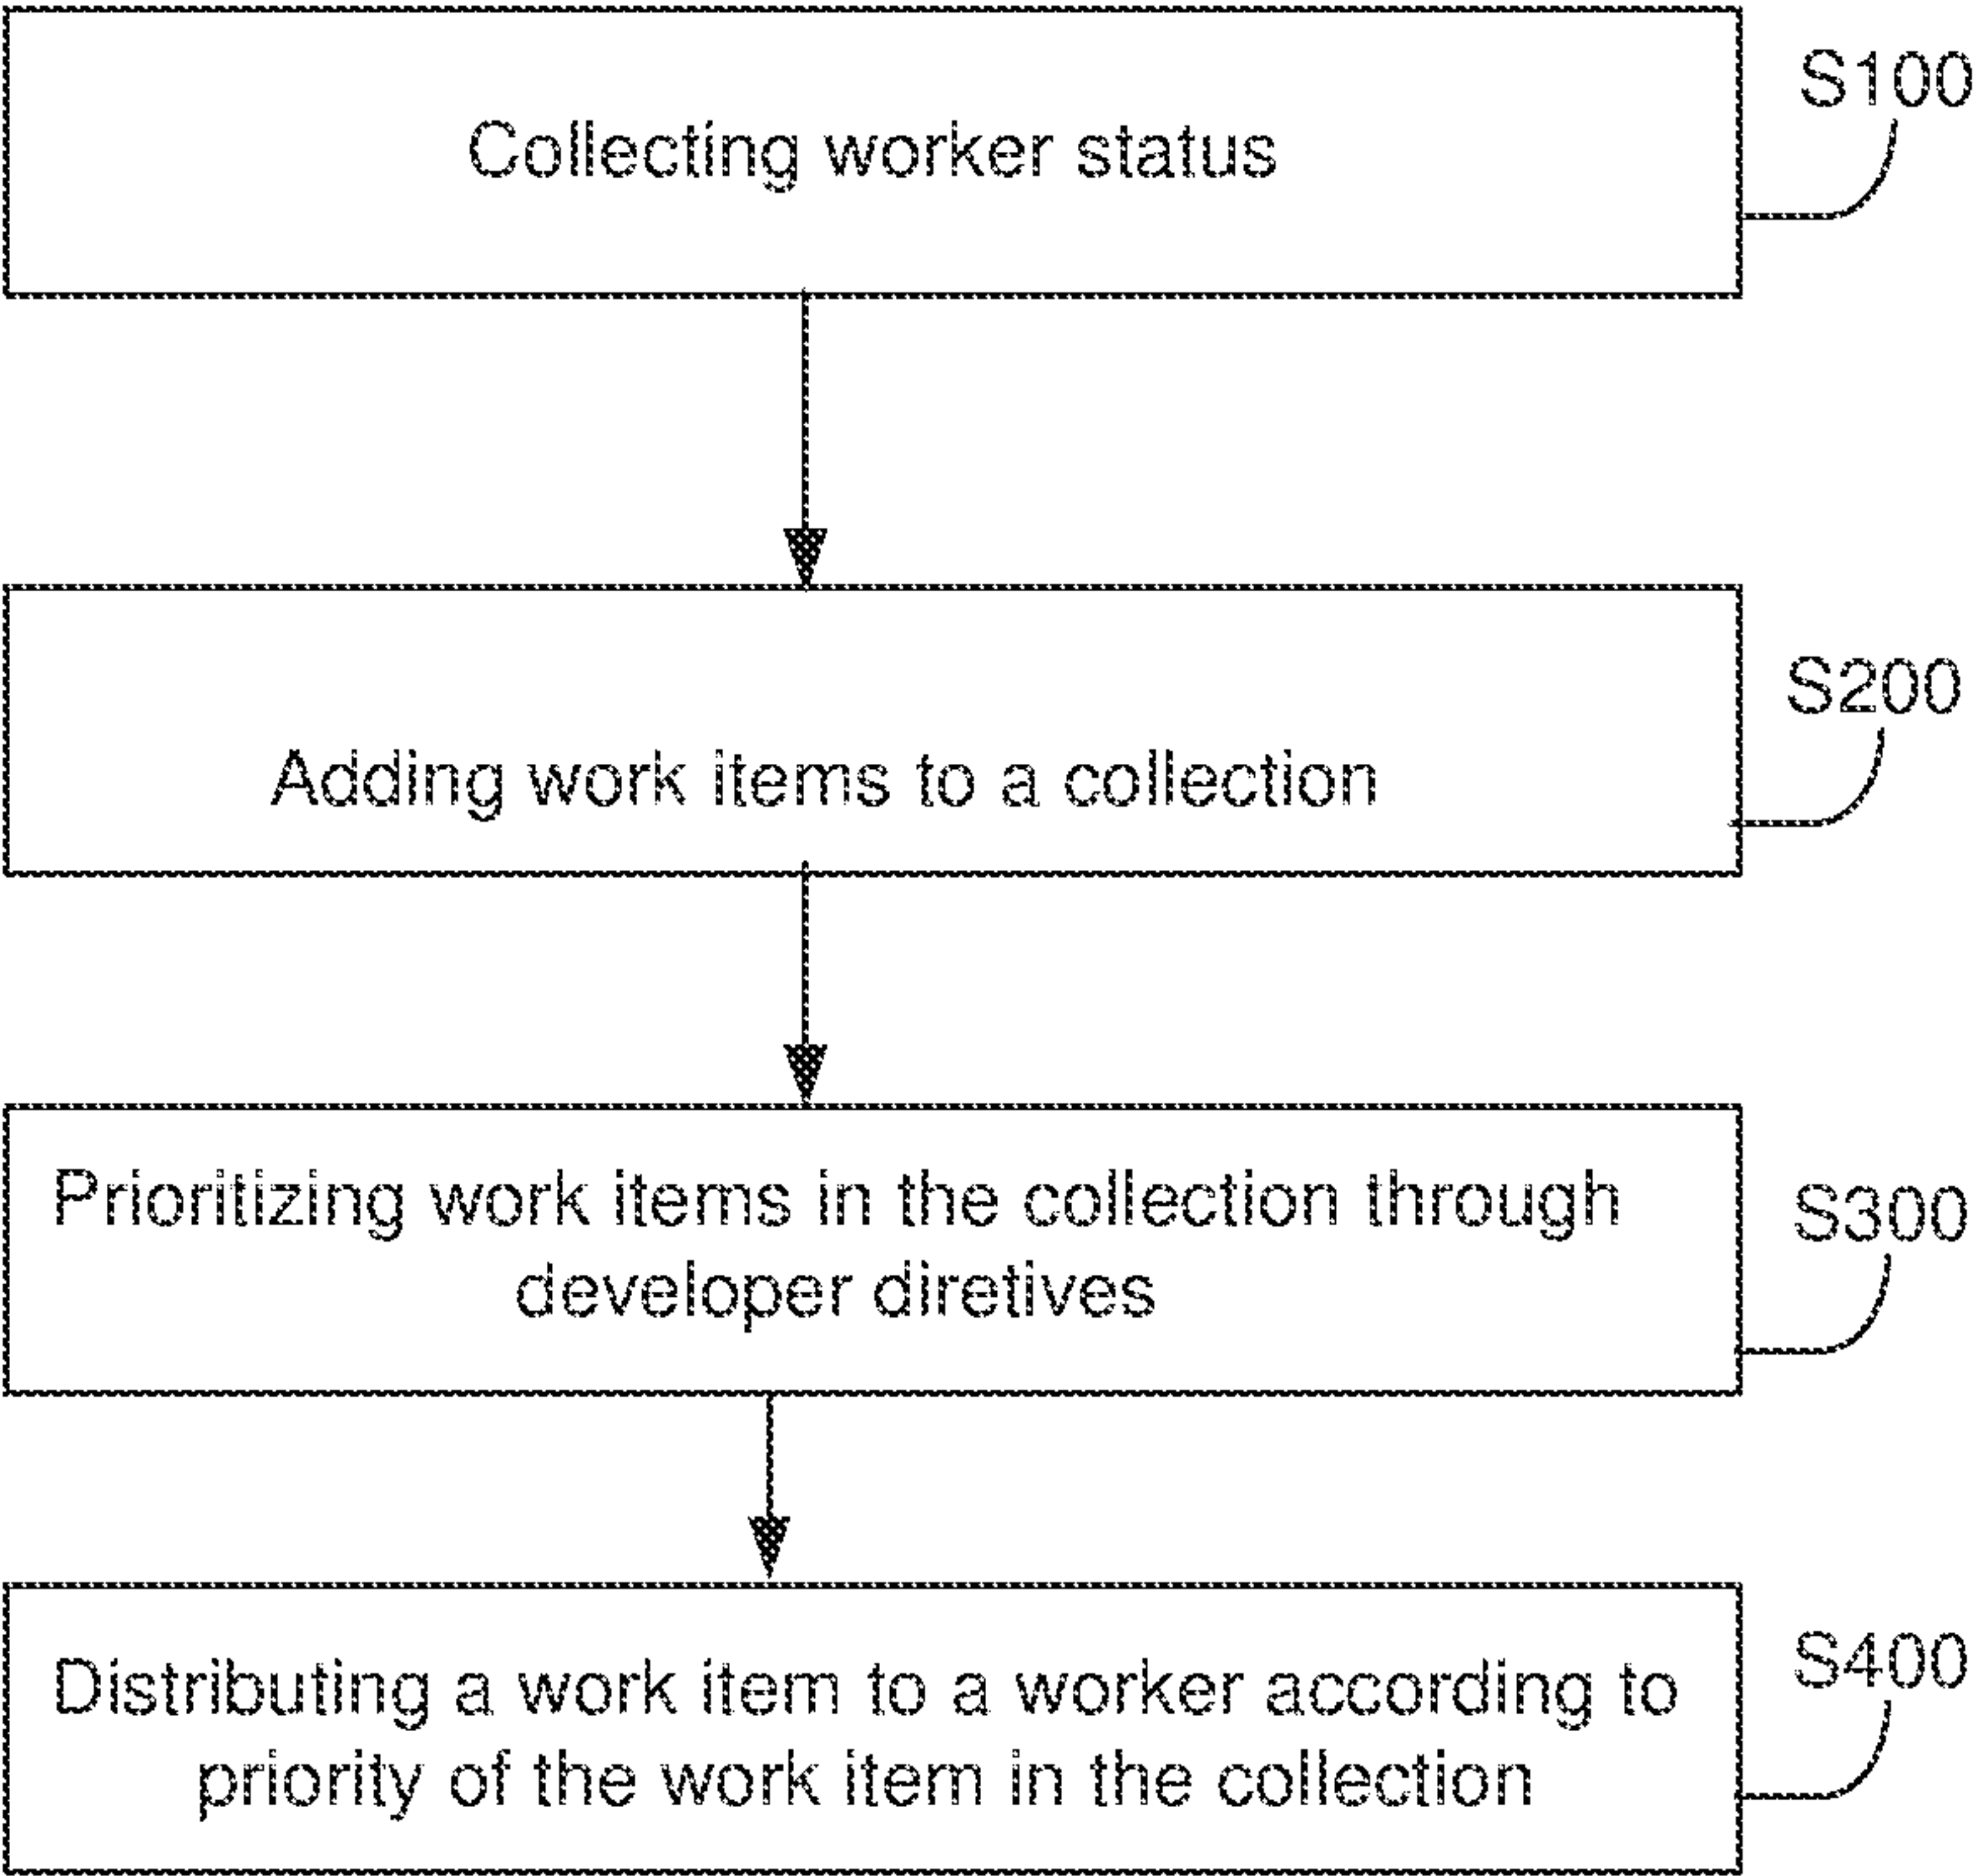 Collecting worker status
S100
Adding work items to a collection
S200
Prioritizing work items in the collection through
developer diretives
S300
Distributing a work item to a worker according to
priority of the work item in the collection
S400